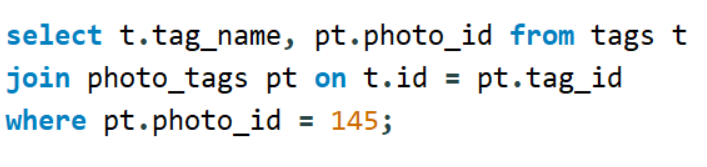 select t.tag_name, pt.photo_id from tags t
join photo_tags pt on t.id = pt.tag_id
where pt.photo_id = 145;